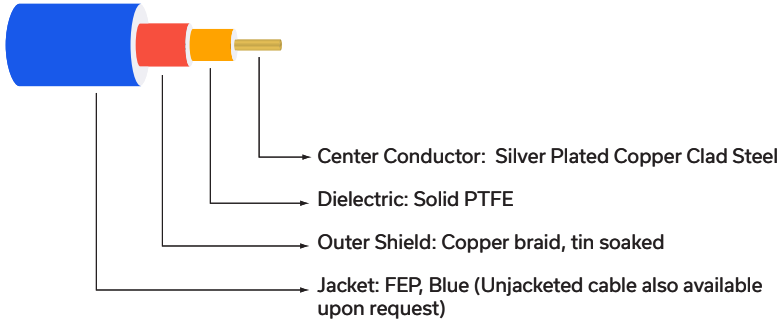 Center Conductor:  Silver Plated Copper Clad Steel
Dielectric: Solid PTFE
Outer Shield: Copper braid, tin soaked
Jacket: FEP, Blue (Unjacketed cable also available
upon request)